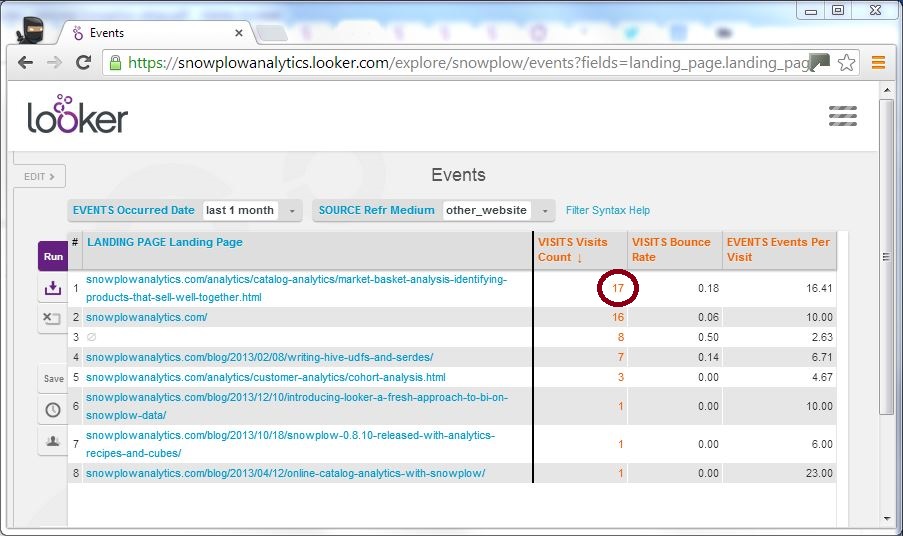 Events
https://snowplowanalytics.looker.com/explore/snowplow/events?fields=landing_page.landing_pag
looker
EDIT >
Events
EVENTS Occurred Date last 1 month
SOURCE Refr Medium other_website
Filter Syntax Help
Run
Save
# LANDING PAGE Landing Page VISITS Visits Count ↓ VISITS Bounce Rate EVENTS Events Per Visit
1 snowplowanalytics.com/analytics/catalog-analytics/market-basket-analysis-identifying-
products-that-sell-well-together.html 17 0.18 16.41
2 snowplowanalytics.com/ 16 0.06 10.00
3 ∅ 8 0.50 2.63
4 snowplowanalytics.com/blog/2013/02/08/writing-hive-udfs-and-serdes/ 7 0.14 6.71
5 snowplowanalytics.com/analytics/customer-analytics/cohort-analysis.html 3 0.00 4.67
6 snowplowanalytics.com/blog/2013/12/10/introducing-looker-a-fresh-approach-to-bi-on-
snowplow-data/ 1 0.00 10.00
7 snowplowanalytics.com/blog/2013/10/18/snowplow-0.8.10-released-with-analytics-
recipes-and-cubes/ 1 0.00 6.00
8 snowplowanalytics.com/blog/2013/04/12/online-catalog-analytics-with-snowplow/ 1 0.00 23.00